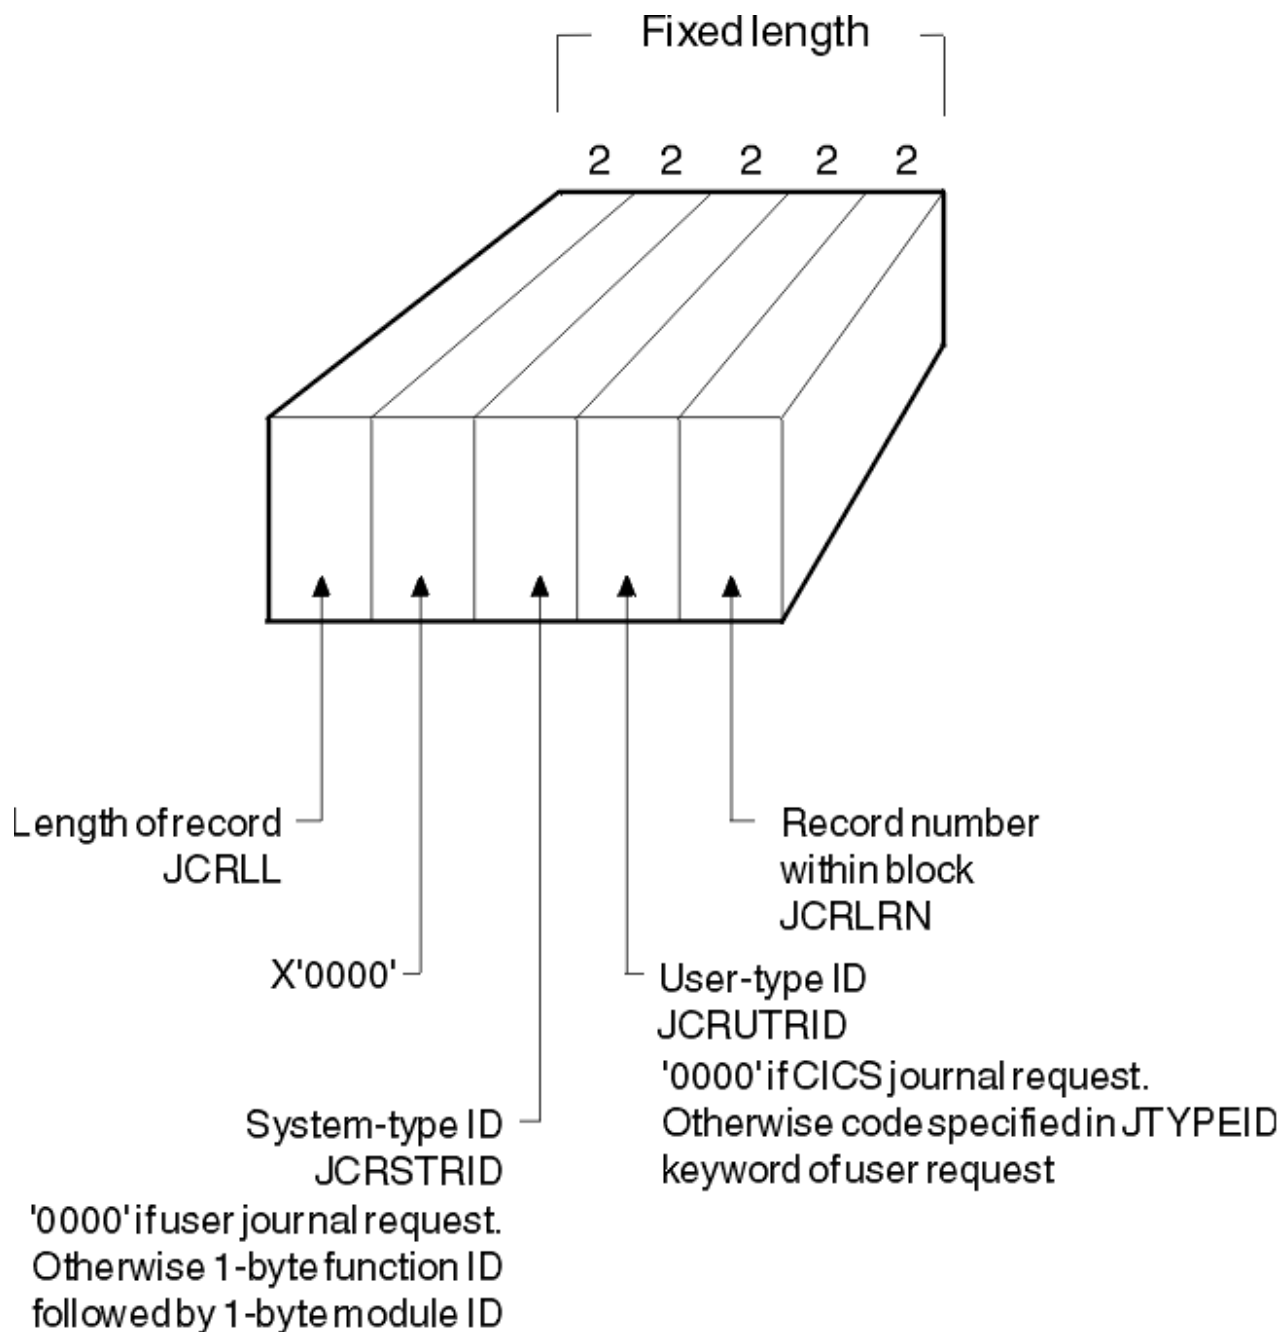 Fixed length
2 2 2 2 2
Length of record
JCRLL
Record number
within block
JCRLRN
X'0000'
User-type ID
JCRUTRID
'0000' if CICS journal request.
Otherwise code specified in JTYPEID
keyword of user request
System-type ID
JCRSTRID
'0000' if user journal request.
Otherwise 1-byte function ID
followed by 1-byte module ID